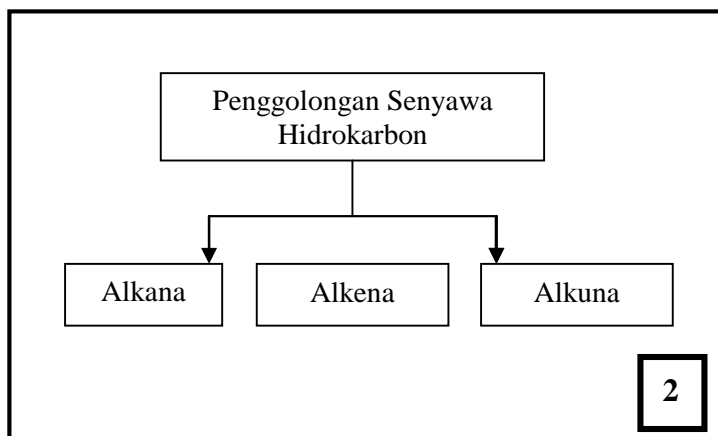 Penggolongan Senyawa
Hidrokarbon
Alkana
Alkena
Alkuna
2